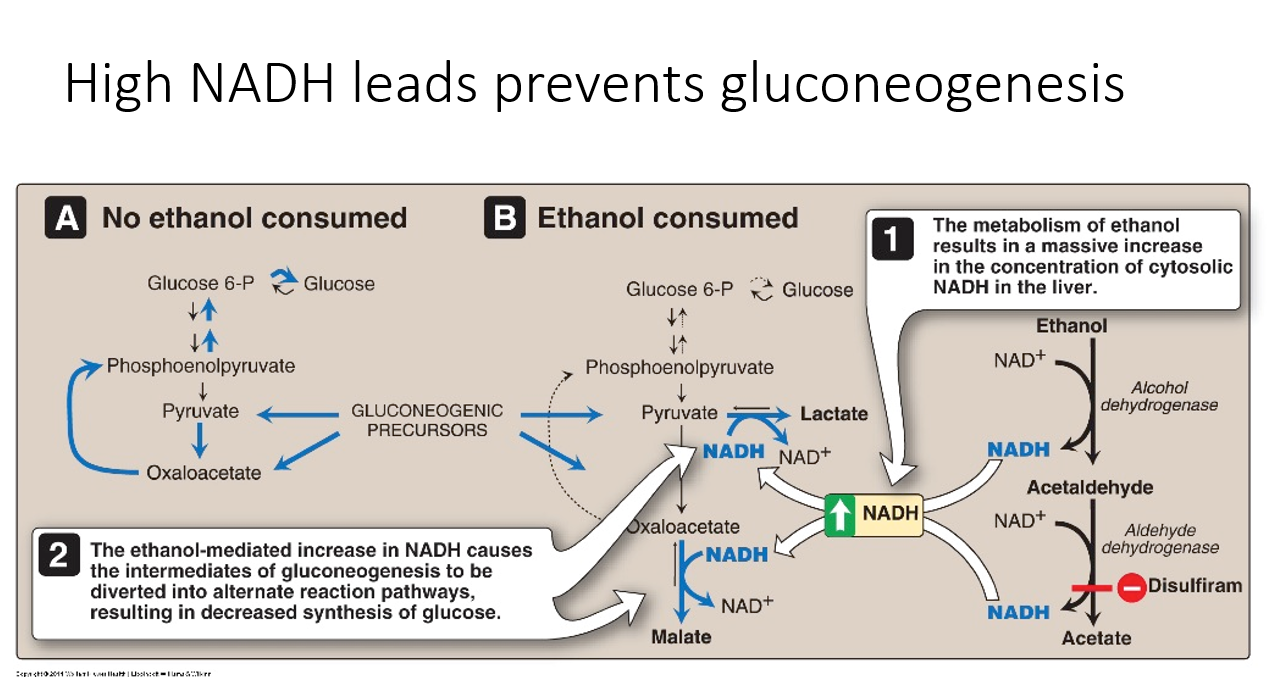 High NADH leads prevents gluconeogenesis
A No ethanol consumed
Glucose 6-P Glucose
Phosphoenolpyruvate
Pyruvate
Oxaloacetate
GLUCONEOGENIC
PRECURSORS
B Ethanol consumed
Glucose 6-P Glucose
Phosphoenolpyruvate
Pyruvate Lactate
NADH NAD+
Oxaloacetate
NADH
NAD+
Malate
1 The metabolism of ethanol
results in a massive increase
in the concentration of cytosolic
NADH in the liver.
Ethanol
NAD+
Alcohol
dehydrogenase
NADH
Acetaldehyde
NADH
NAD+
Aldehyde
dehydrogenase
Disulfiram
NADH
Acetate
2 The ethanol-mediated increase in NADH causes
the intermediates of gluconeogenesis to be
diverted into alternate reaction pathways,
resulting in decreased synthesis of glucose.